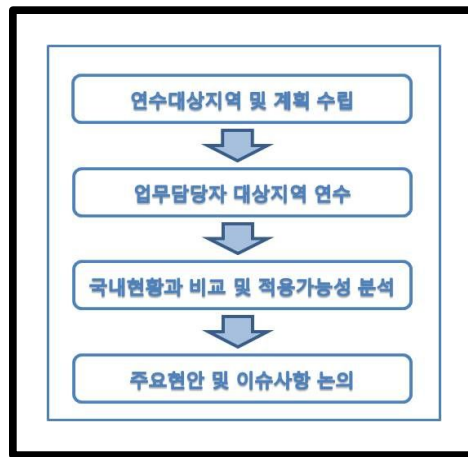 연수대상지역 및 계획 수립
업무담당자 대상지역 연수
국내현황과 비교 및 적용가능성 분석
주요현안 및 이슈사항 논의